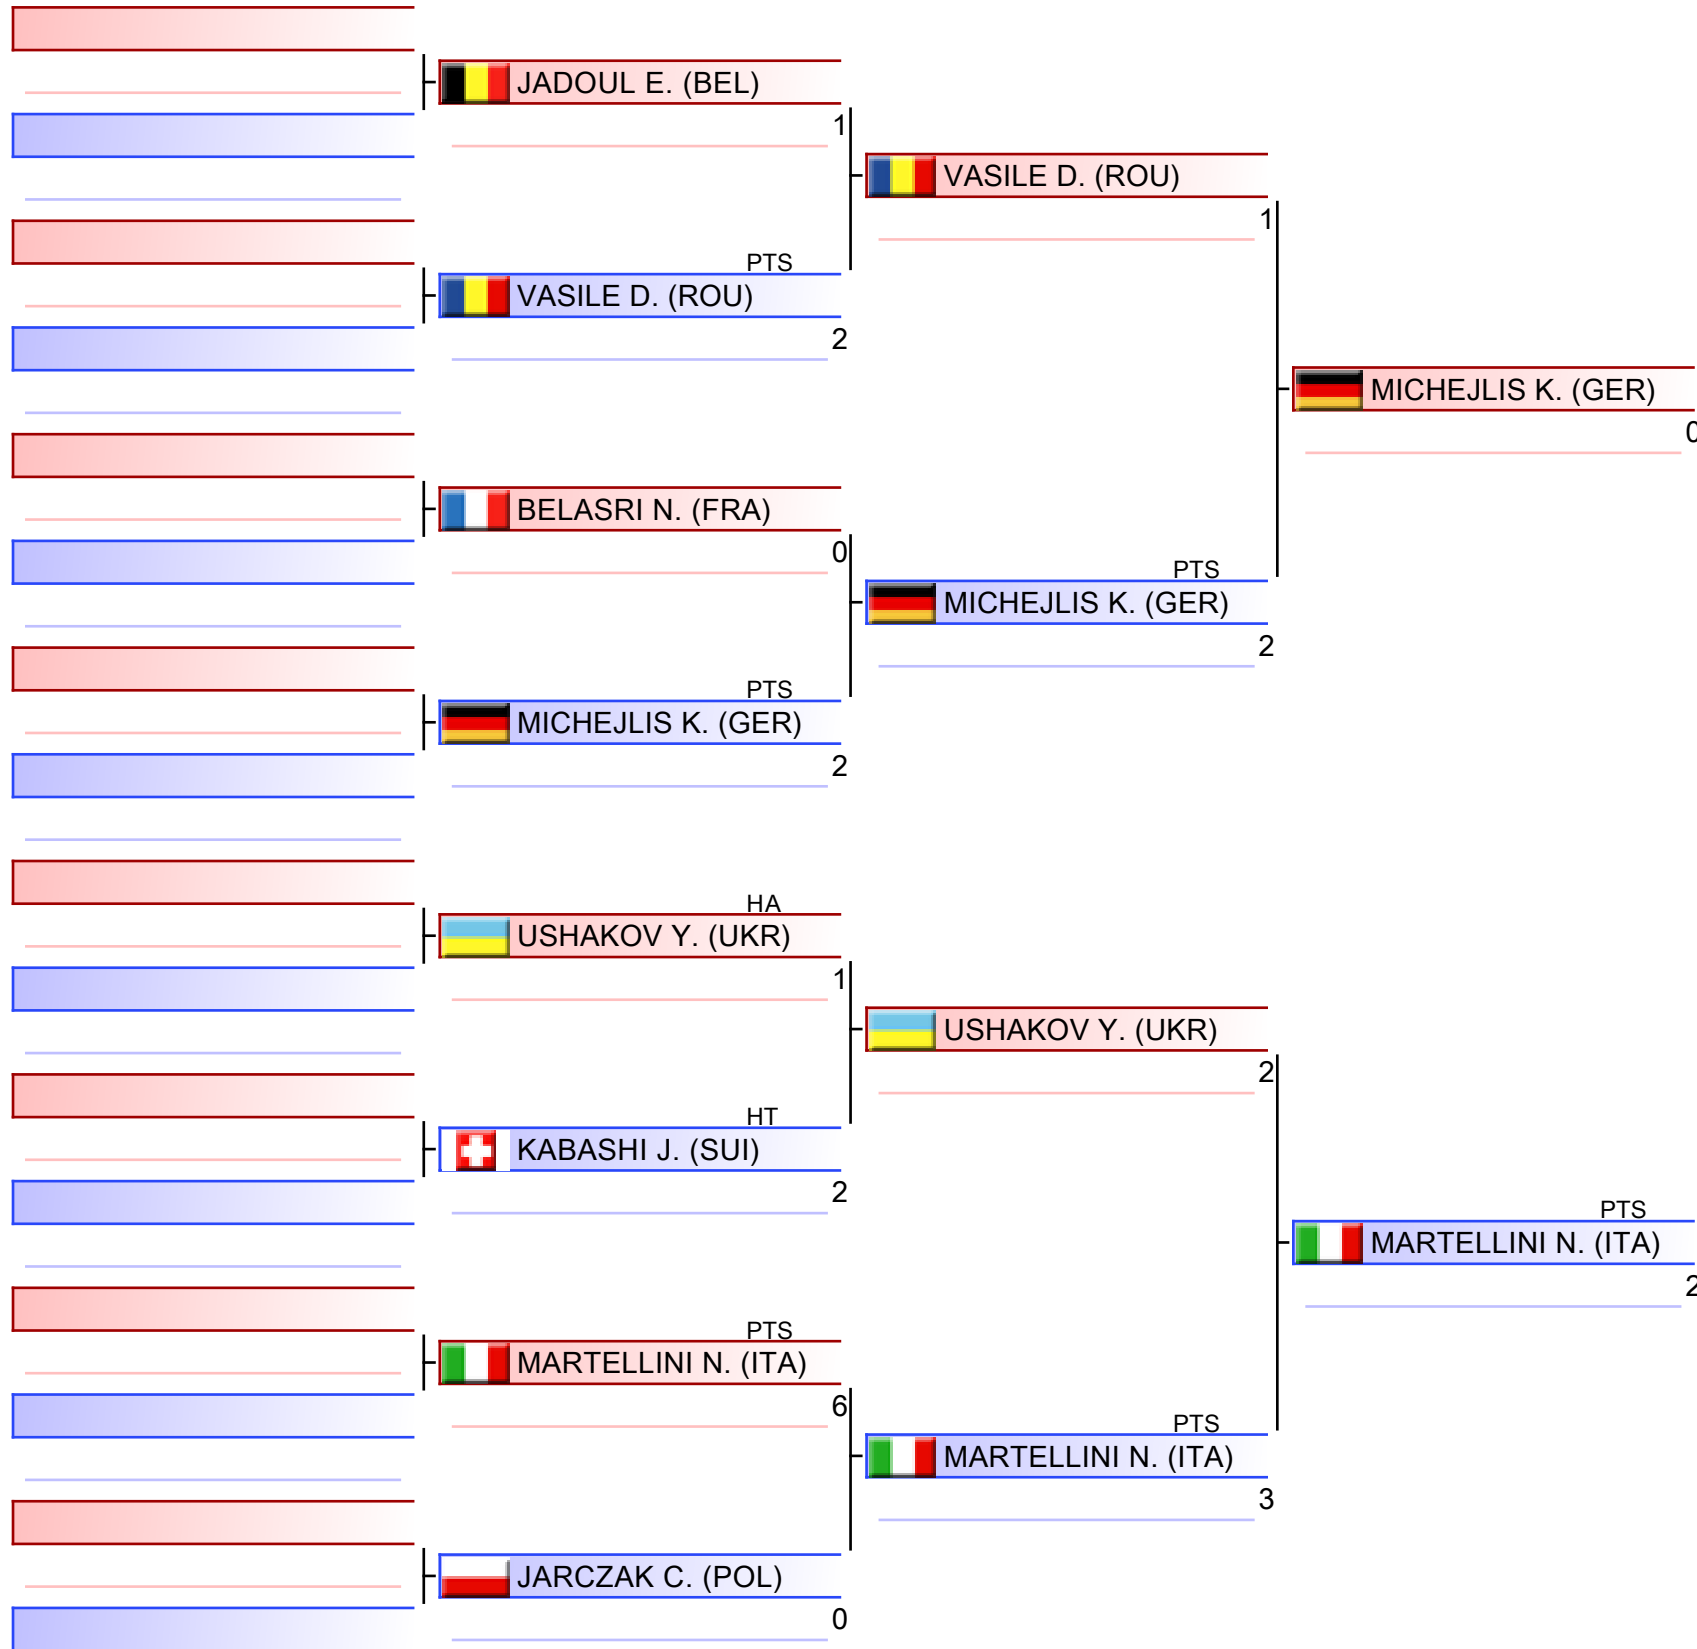 JADOUL E. (BEL)
1
VASILE D. (ROU)
1
PTS
VASILE D. (ROU)
2
MICHEJLIS K. (GER)
0
BELASRI N. (FRA)
0
PTS
MICHEJLIS K. (GER)
2
PTS
MICHEJLIS K. (GER)
2
HA
USHAKOV Y. (UKR)
1
USHAKOV Y. (UKR)
2
HT
KABASHI J. (SUI)
2
PTS
MARTELLINI N. (ITA)
2
PTS
MARTELLINI N. (ITA)
6
PTS
MARTELLINI N. (ITA)
3
JARCZAK C. (POL)
0